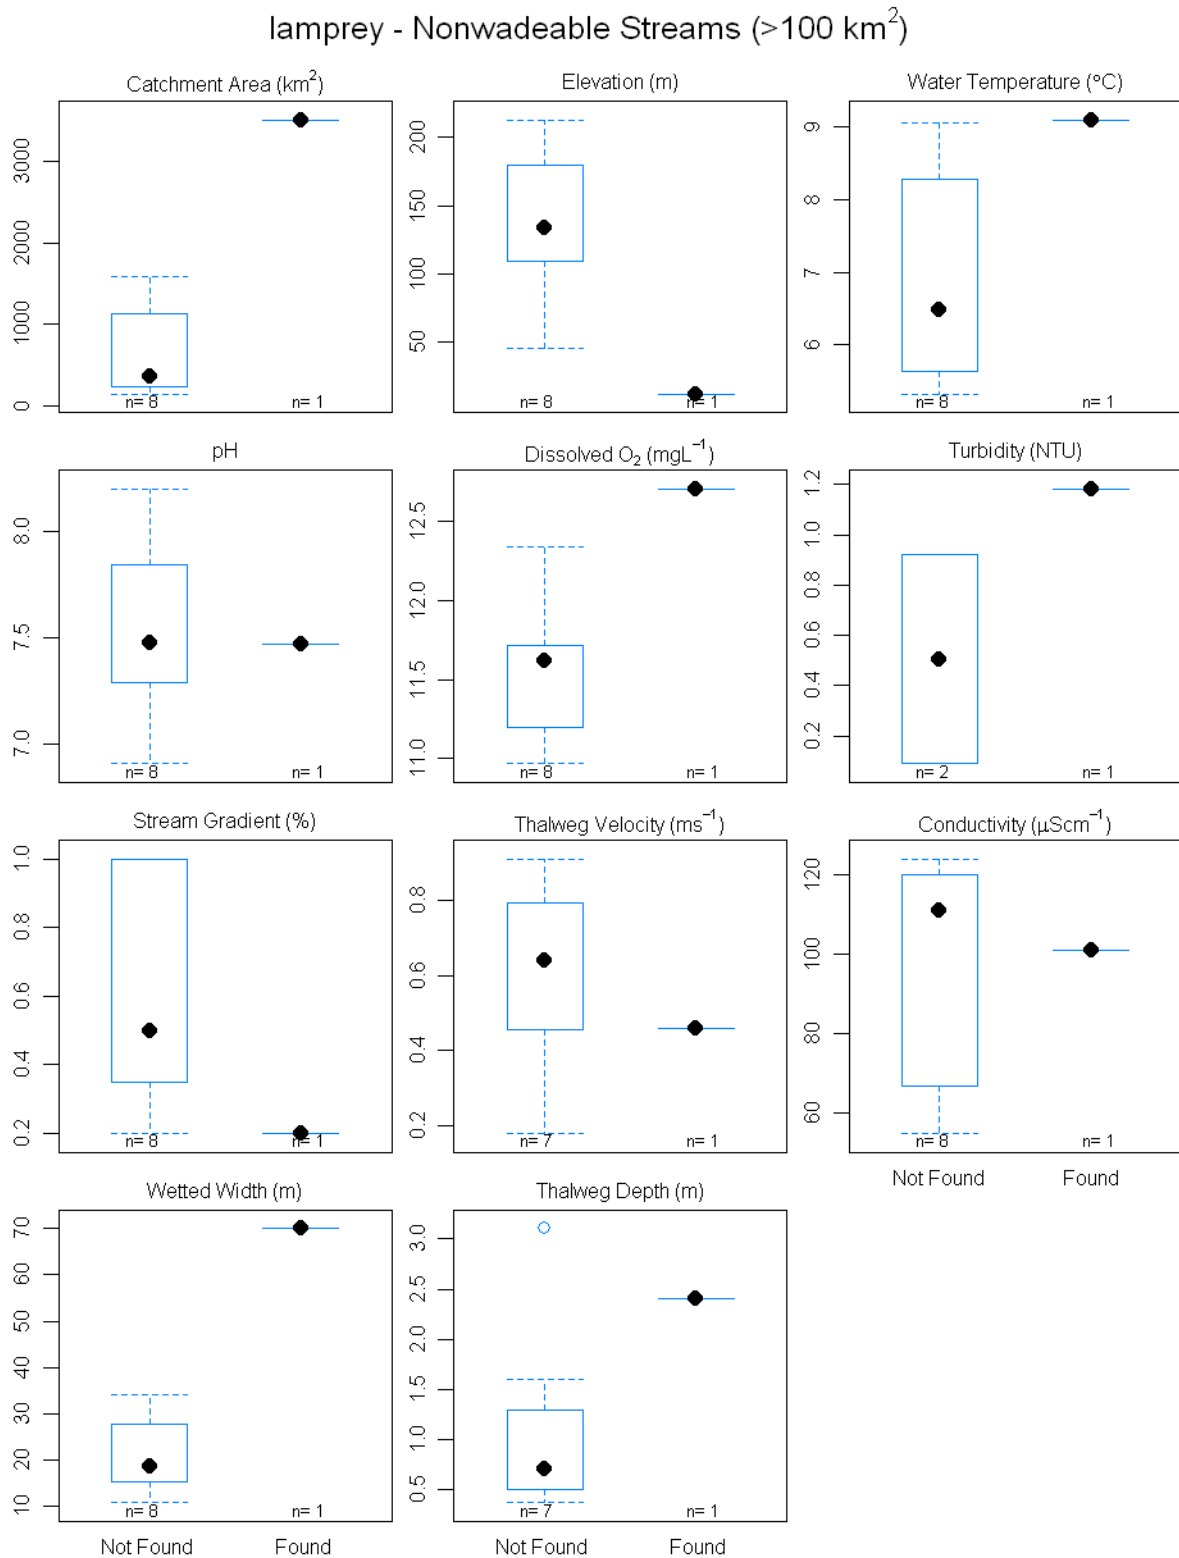 lamprey - Nonwadeable Streams (>100 km²)
Catchment Area (km²)
0 1000 2000 3000
n= 8 n= 1
Elevation (m)
50 100 150 200
n= 8 n= 1
Water Temperature (°C)
6 7 8 9
n= 8 n= 1
pH
7.0 7.5 8.0
n= 8 n= 1
Dissolved O₂ (mgL⁻¹)
11.0 11.5 12.0 12.5
n= 8 n= 1
Turbidity (NTU)
0.2 0.4 0.6 0.8 1.0 1.2
n= 2 n= 1
Stream Gradient (%)
0.2 0.4 0.6 0.8 1.0
n= 8 n= 1
Thalweg Velocity (ms⁻¹)
0.2 0.4 0.6 0.8
n= 7 n= 1
Conductivity (µScm⁻¹)
60 80 100 120
n= 8 n= 1
Not Found Found
Wetted Width (m)
10 20 30 40 50 60 70
n= 8 n= 1
Not Found Found
Thalweg Depth (m)
0.5 1.0 1.5 2.0 2.5 3.0
n= 7 n= 1
Not Found Found